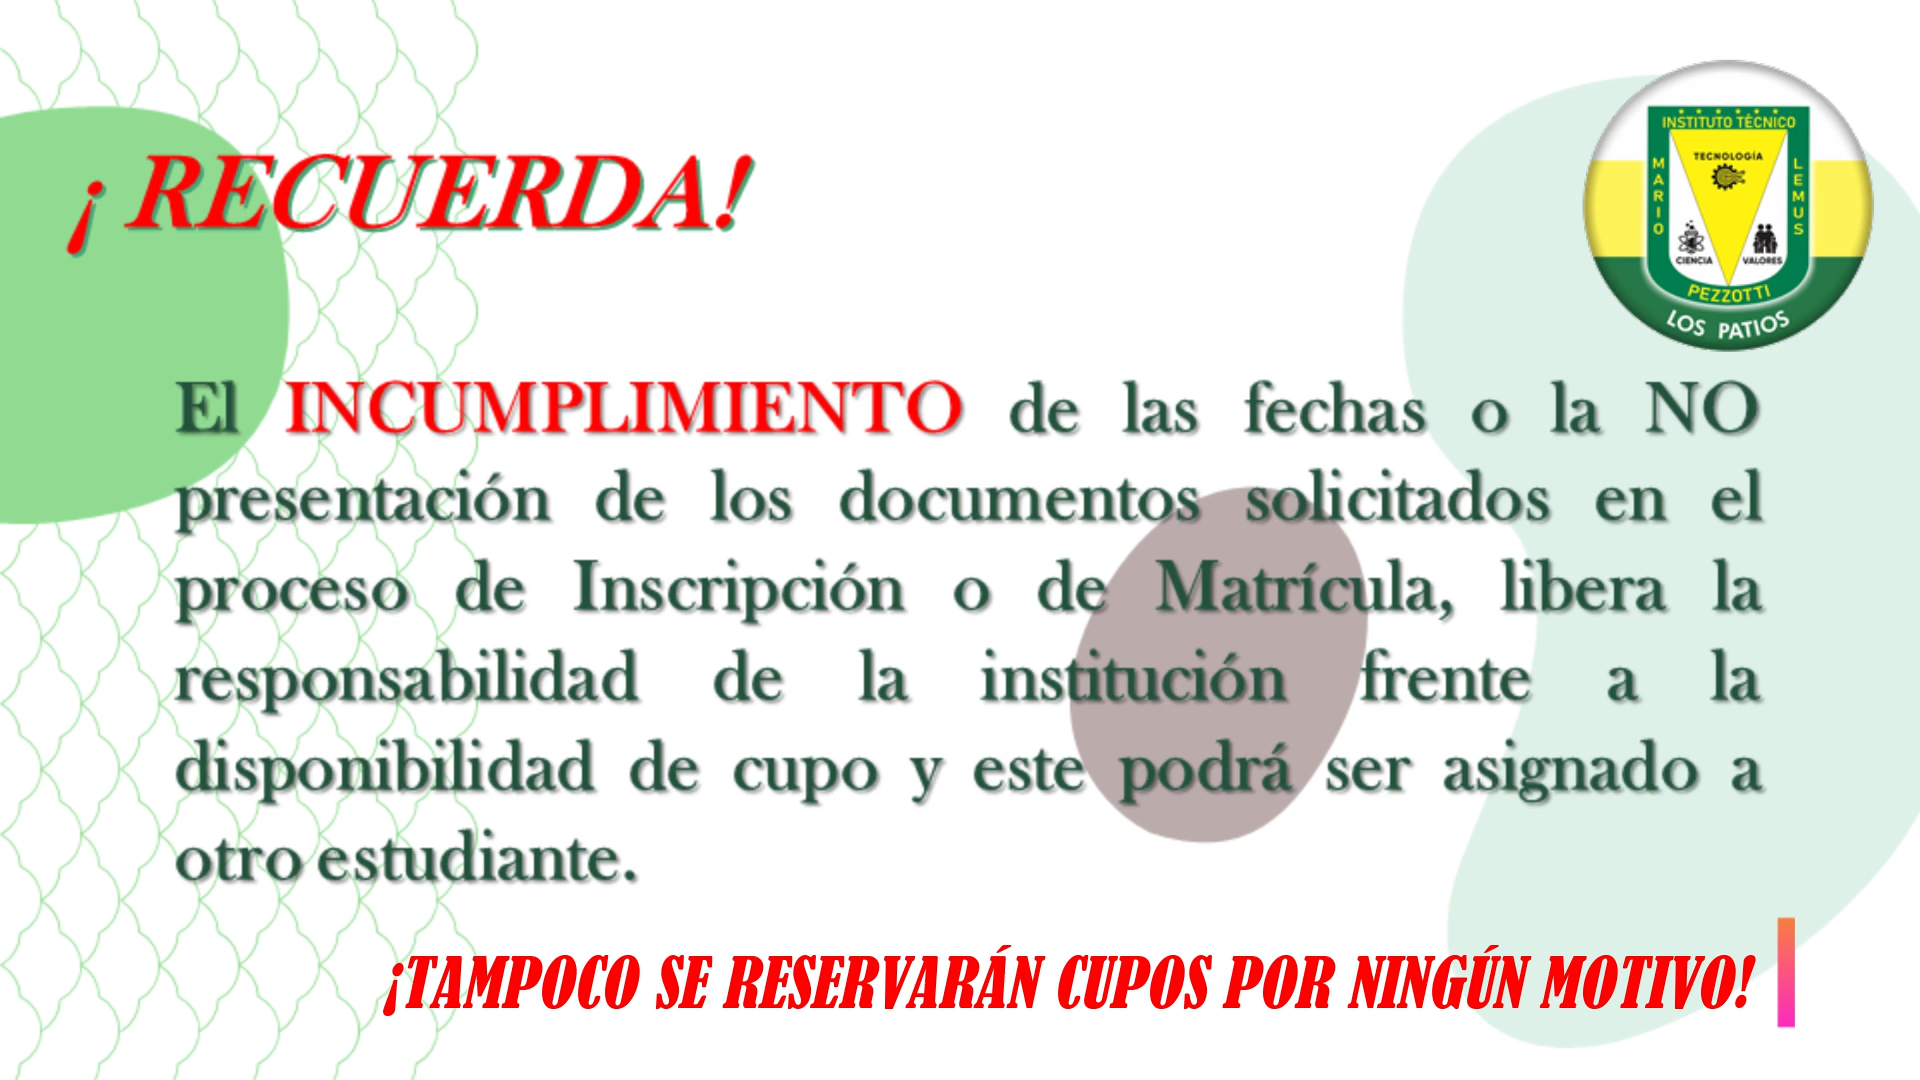 ¡ RECUERDA!
INSTITUTO TÉCNICO
MARIO
LEMUS
TECNOLOGÍA
CIENCIA
VALORES
PEZZOTTI
LOS PATIOS
El INCUMPLIMIENTO de las fechas o la NO
presentación de los documentos solicitados en el
proceso de Inscripción o de Matrícula, libera la
responsabilidad de la institución frente a la
disponibilidad de cupo y este podrá ser asignado a
otro estudiante.
¡TAMPOCO SE RESERVARÁN CUPOS POR NINGÚN MOTIVO!